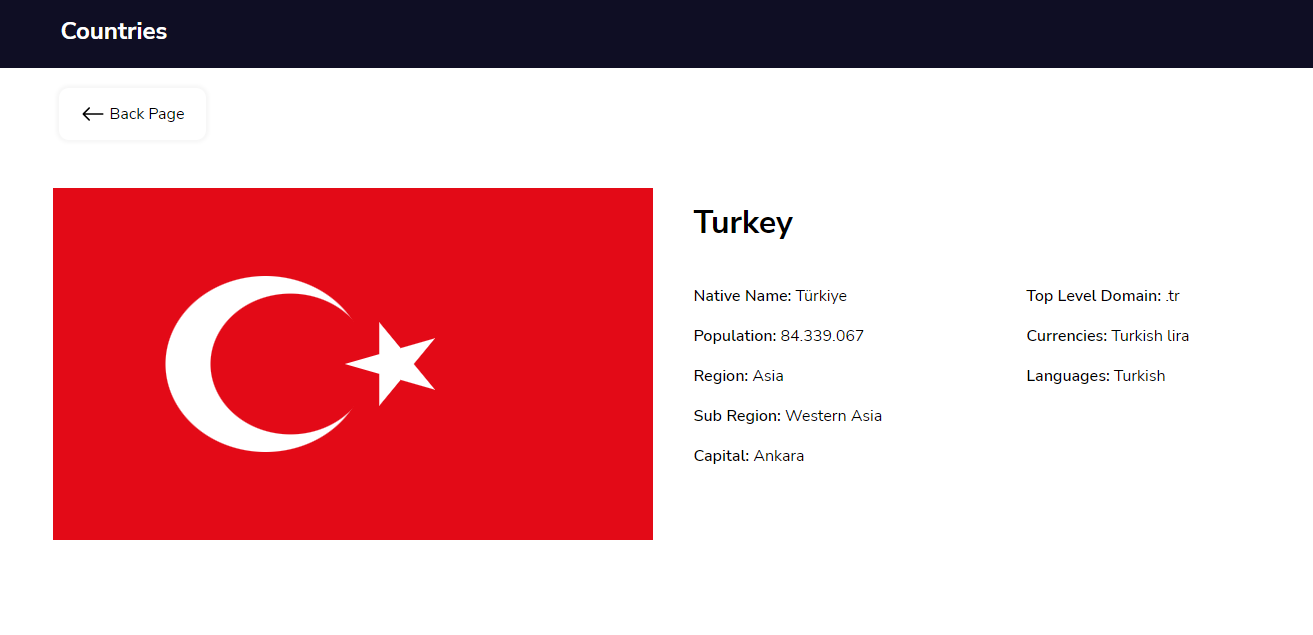 Countries
Back Page
Turkey
Native Name: Türkiye
Population: 84.339.067
Region: Asia
Sub Region: Western Asia
Capital: Ankara
Top Level Domain: .tr
Currencies: Turkish lira
Languages: Turkish